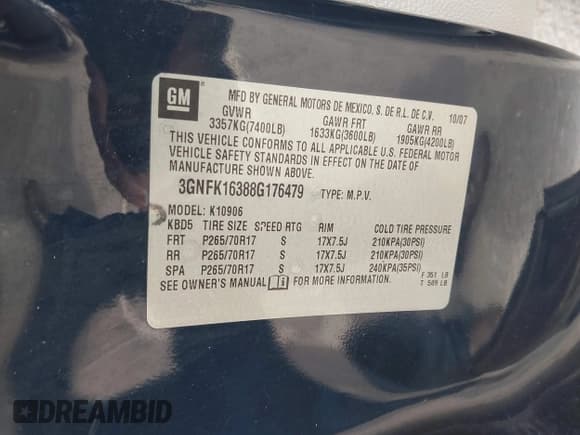 GM
MFD BY GENERAL MOTORS DE MEXICO, S. DE R.L. DE C.V. 10/07
GVWR GAWR FRT GAWR RR
3357KG(7400LB) 1633KG(3600LB) 1905KG(4200LB)
THIS VEHICLE CONFORMS TO ALL APPLICABLE U.S. FEDERAL MOTOR
VEHICLE SAFETY STANDARDS IN EFFECT ON THE DATE OF
MANUFACTURE SHOWN ABOVE.
3GNFK16388G176479 TYPE: M.P.V.
MODEL: K10906
KBD5 TIRE SIZE SPEED RTG RIM COLD TIRE PRESSURE
FRT P265/70R17 S 17X7.5J 210KPA(30PSI)
RR P265/70R17 S 17X7.5J 210KPA(30PSI)
SPA P265/70R17 S 17X7.5J 240KPA(35PSI)
SEE OWNER'S MANUAL FOR MORE INFORMATION. F 351 LB
T 589 LB
DREAMBID